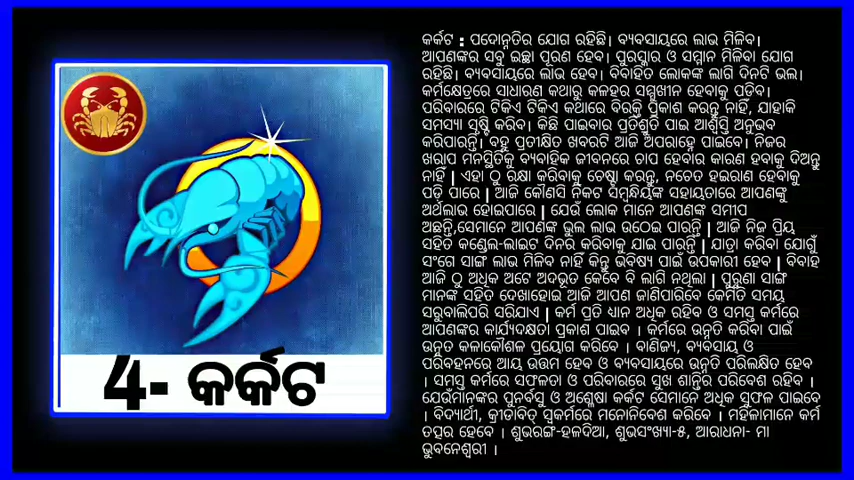 4- କର୍କଟ
କର୍କଟ : ପଦୋନ୍ନତିର ଯୋଗ ରହିଛି। ବ୍ୟବସାୟରେ ଲାଭ ମିଳିବ।
ଆପଣଙ୍କର ସବୁ ଇଚ୍ଛା ପୂରଣ ହେବ। ପୁରସ୍କାର ଓ ସମ୍ମାନ ମିଳିବା ଯୋଗ
ରହିଛି। ବ୍ୟବସାୟରେ ଲାଭ ହେବ। ବିବାହିତ ଲୋକଙ୍କ ଲାଗି ଦିନଟି ଭଲ।
କର୍ମକ୍ଷେତ୍ରରେ ସାଧାରଣ କଥାରୁ କଳହର ସମ୍ମୁଖୀନ ହେବାକୁ ପଡ଼ିବ।
ପରିବାରରେ ଟିକିଏ ଟିକିଏ କଥାରେ ବିରକ୍ତି ପ୍ରକାଶ କରନ୍ତୁ ନାହିଁ, ଯାହାକି
ସମସ୍ୟା ସୃଷ୍ଟି କରିବ। କିଛି ପାଇବାର ପ୍ରତିଶ୍ରୁତି ପାଇ ଆଶ୍ବସ୍ତି ଅନୁଭବ
କରିପାରନ୍ତି। ବହୁ ପ୍ରତୀକ୍ଷିତ ଖବରଟି ଆଜି ଅପରାହ୍ନେ ପାଇବେ। ନିଜର
ଖରାପ ମନସ୍ଥିତିକୁ ବ୍ୟବାହିକ ଜୀବନରେ ଚାପ ହେବାର କାରଣ ହବାକୁ ଦିଅନ୍ତୁ
ନାହିଁ | ଏହା ଠୁ ରକ୍ଷା କରିବାକୁ ଚେଷ୍ଟା କରନ୍ତୁ, ନଚେତ ହଇରାଣ ହେବାକୁ
ପଡ଼ି ପାରେ | ଆଜି କୌଣସି ନିକଟ ସମ୍ବନ୍ଧିୟଙ୍କ ସହାୟତାରେ ଆପଣଙ୍କୁ
ଅର୍ଥଲାଭ ହୋଇପାରେ | ଯେଉଁ ଲୋକ ମାନେ ଆପଣଙ୍କ ସମୀପ
ଅଛନ୍ତି,ସେମାନେ ଆପଣଙ୍କ ଭୁଲ ଲାଭ ଉଠେଇ ପାରନ୍ତି | ଆଜି ନିଜ ପ୍ରିୟ
ସହିତ କଣ୍ଡେଲ-ଲାଇଟ ଦିନର କରିବାକୁ ଯାଇ ପାରନ୍ତି | ଯାତ୍ରା କରିବା ଯୋଗୁଁ
ସଂଗେ ସାଙ୍ଗ ଲାଭ ମିଳିବ ନାହିଁ କିନ୍ତୁ ଭବିଷ୍ୟ ପାଇଁ ଉପକାରୀ ହେବ | ବିବାହ
ଆଜି ଠୁ ଅଧିକ ଅଟେ ଅଦଭୂତ କେବେ ବି ଲାଗି ନଥିଲା | ପୁରୁଣା ସାଙ୍ଗ
ମାନଙ୍କ ସହିତ ଦେଖାହୋଇ ଆଜି ଆପଣ ଜାଣିପାରିବେ କେମିତି ସମୟ
ସରୁବାଲିପରି ସରିଯାଏ | କର୍ମ ପ୍ରତି ଧ୍ୟାନ ଅଧିକ ରହିବ ଓ ସମସ୍ତ କର୍ମରେ
ଆପଣଙ୍କର କାର୍ଯ୍ୟଦକ୍ଷତା ପ୍ରକାଶ ପାଇବ । କର୍ମରେ ଉନ୍ନତି କରିବା ପାଇଁ
ଉନ୍ନତ କଳାକୌଶଳ ପ୍ରୟୋଗ କରିବେ । ବାଣିଜ୍ୟ, ବ୍ୟବସାୟ ଓ
ପରିବହନରେ ଆୟ ଉତ୍ତମ ହେବ ଓ ବ୍ୟବସାୟରେ ଉନ୍ନତି ପରିଲକ୍ଷିତ ହେବ
। ସମସ୍ତ କର୍ମରେ ସଫଳତା ଓ ପରିବାରରେ ସୁଖ ଶାନ୍ତିର ପରିବେଶ ରହିବ ।
ଯେଉଁମାନଙ୍କର ପୁନର୍ବସୁ ଓ ଅଶ୍ଳେଷା କର୍କଟ ସେମାନେ ଅଧିକ ସୁଫଳ ପାଇବେ
। ବିଦ୍ୟାର୍ଥୀ, କ୍ରୀଡାବିତ୍ ସ୍ବକର୍ମରେ ମନୋନିବେଶ କରିବେ । ମହିଳାମାନେ କର୍ମ
ତତ୍ପର ହେବେ । ଶୁଭରଙ୍ଗ-ହଳଦିଆ, ଶୁଭସଂଖ୍ୟା-୫, ଆରାଧନା- ମା
ଭୁବନେଶ୍ୱରୀ ।